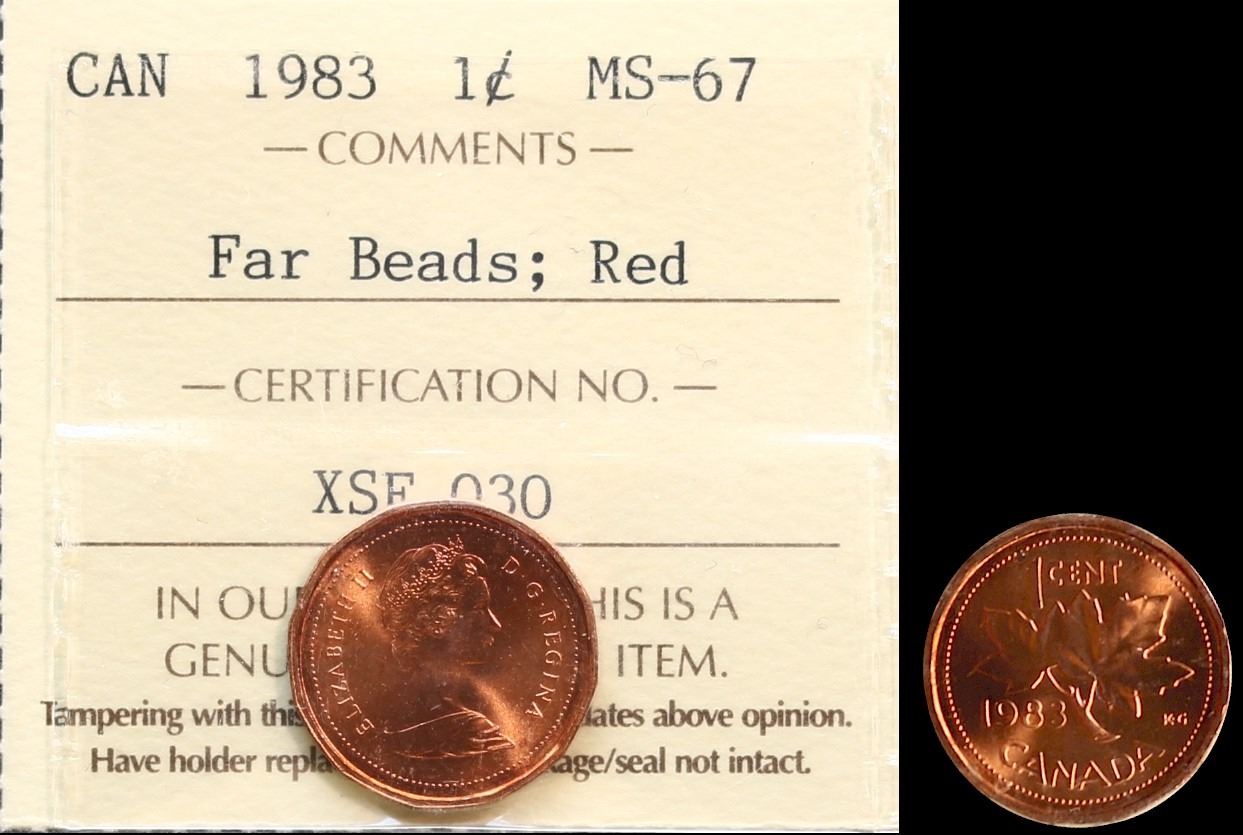 CAN 1983 1¢ MS-67
— COMMENTS —
Far Beads; Red
— CERTIFICATION NO. —
XSF 030
IN OU HIS IS A
GENU ITEM.
Tampering with this ates above opinion.
Have holder repla age/seal not intact.
ELIZABETH II D·G·REGINA
1 CENT
1983 KG
CANADA